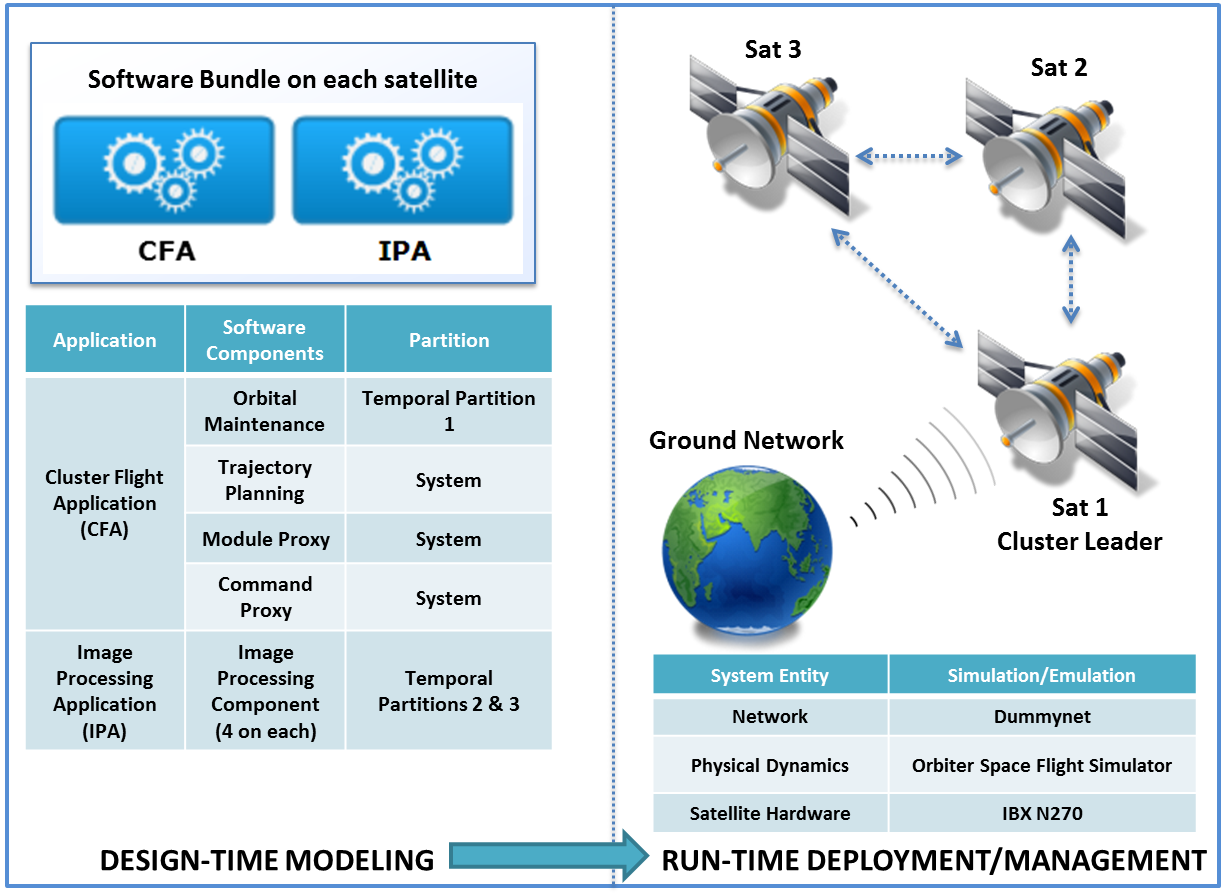 Software Bundle on each satellite
CFA
IPA
Application
Software
Components
Partition
Cluster Flight
Application
(CFA)
Orbital
Maintenance
Temporal Partition
1
Trajectory
Planning
System
Module Proxy
System
Command
Proxy
System
Image
Processing
Application
(IPA)
Image
Processing
Component
(4 on each)
Temporal
Partitions 2 & 3
DESIGN-TIME MODELING
Sat 3
Sat 2
Ground Network
Sat 1
Cluster Leader
System Entity
Simulation/Emulation
Network
Dummynet
Physical Dynamics
Orbiter Space Flight Simulator
Satellite Hardware
IBX N270
RUN-TIME DEPLOYMENT/MANAGEMENT